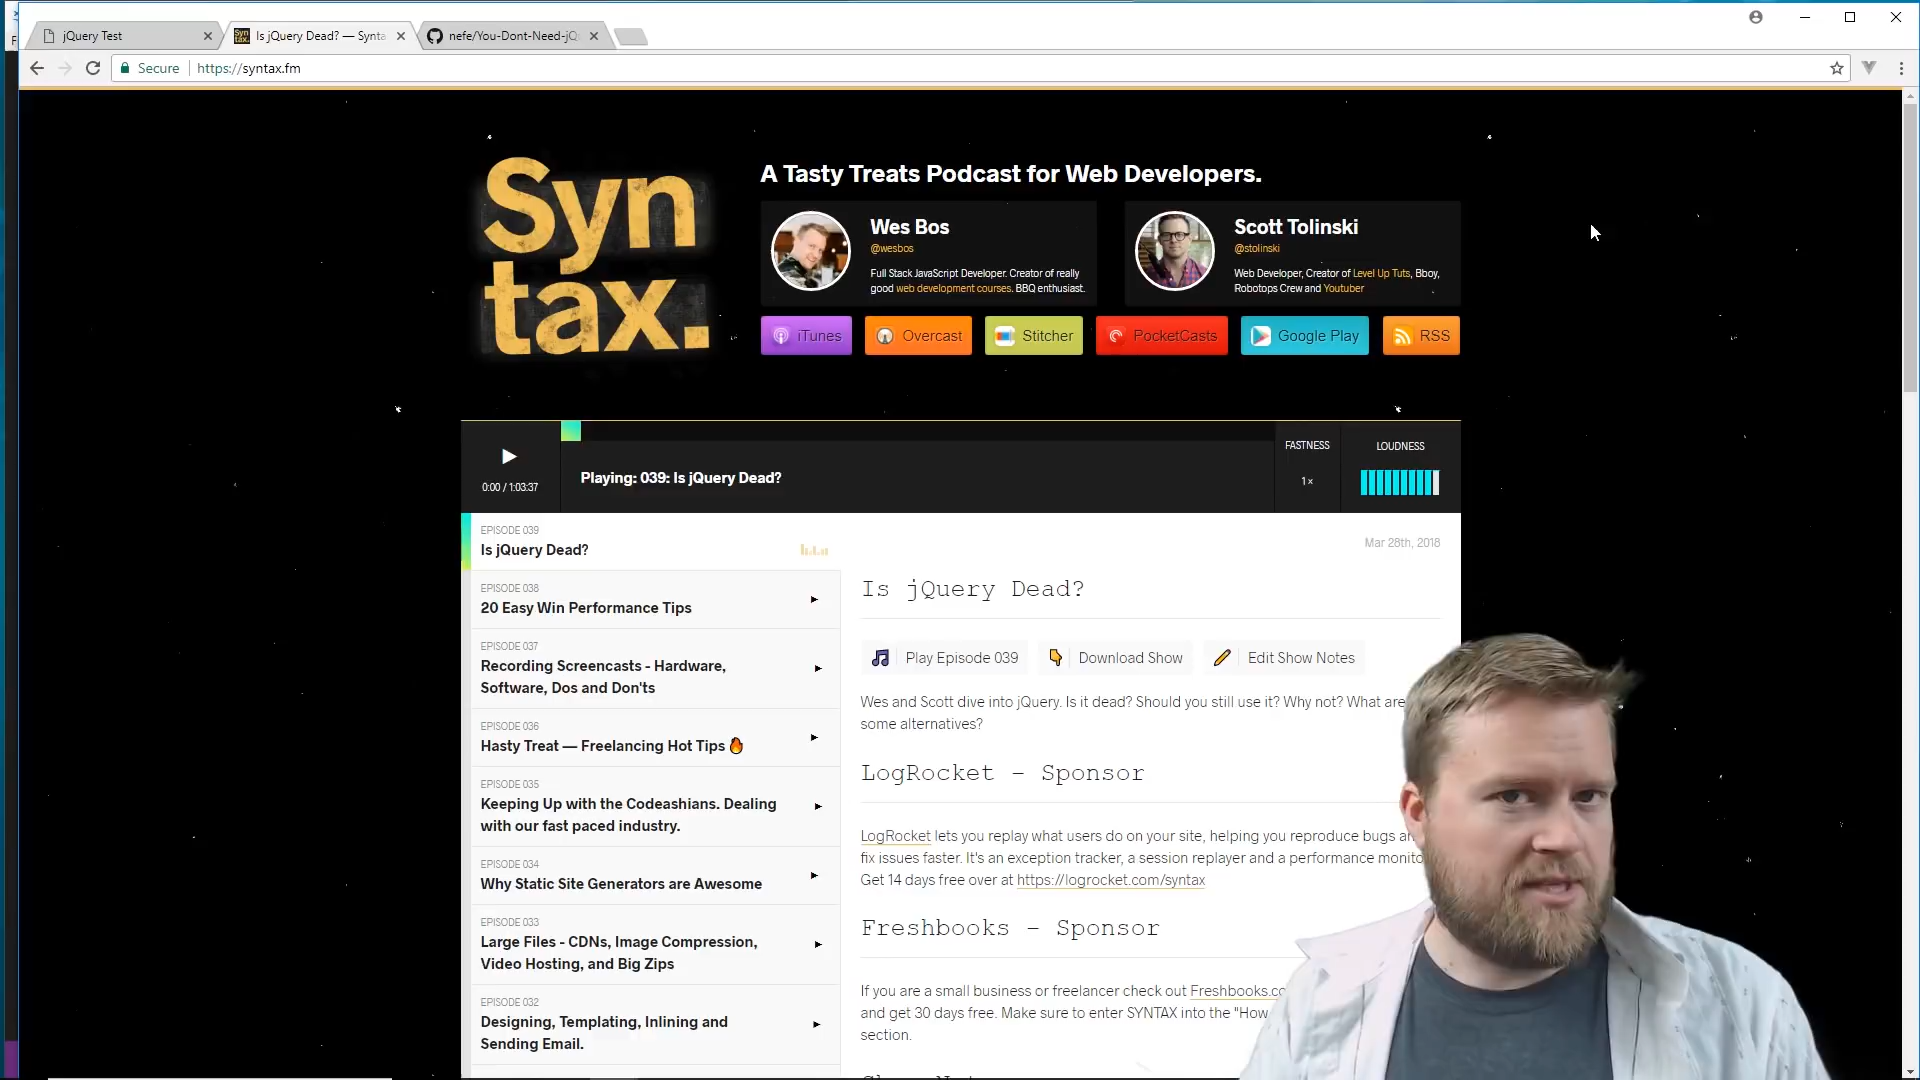 jQuery Test
Is jQuery Dead? — Synta
nefe/You-Dont-Need-jQ
Secure
https://syntax.fm
Syn
tax.
A Tasty Treats Podcast for Web Developers.
Wes Bos
@wesbos
Full Stack JavaScript Developer. Creator of really
good web development courses. BBQ enthusiast.
Scott Tolinski
@stolinski
Web Developer, Creator of Level Up Tuts, Bboy,
Robotops Crew and Youtuber
iTunes
Overcast
Stitcher
PocketCasts
Google Play
RSS
0:00 / 1:03:37
Playing: 039: Is jQuery Dead?
FASTNESS
1×
LOUDNESS
EPISODE 039
Is jQuery Dead?
EPISODE 038
20 Easy Win Performance Tips
EPISODE 037
Recording Screencasts - Hardware,
Software, Dos and Don'ts
EPISODE 036
Hasty Treat — Freelancing Hot Tips 🔥
EPISODE 035
Keeping Up with the Codeashians. Dealing
with our fast paced industry.
EPISODE 034
Why Static Site Generators are Awesome
EPISODE 033
Large Files - CDNs, Image Compression,
Video Hosting, and Big Zips
EPISODE 032
Designing, Templating, Inlining and
Sending Email.
Mar 28th, 2018
Is jQuery Dead?
Play Episode 039
Download Show
Edit Show Notes
Wes and Scott dive into jQuery. Is it dead? Should you still use it? Why not? What are
some alternatives?
LogRocket - Sponsor
LogRocket lets you replay what users do on your site, helping you reproduce bugs an
fix issues faster. It's an exception tracker, a session replayer and a performance monito
Get 14 days free over at https://logrocket.com/syntax
Freshbooks - Sponsor
If you are a small business or freelancer check out Freshbooks.co
and get 30 days free. Make sure to enter SYNTAX into the "How
section.